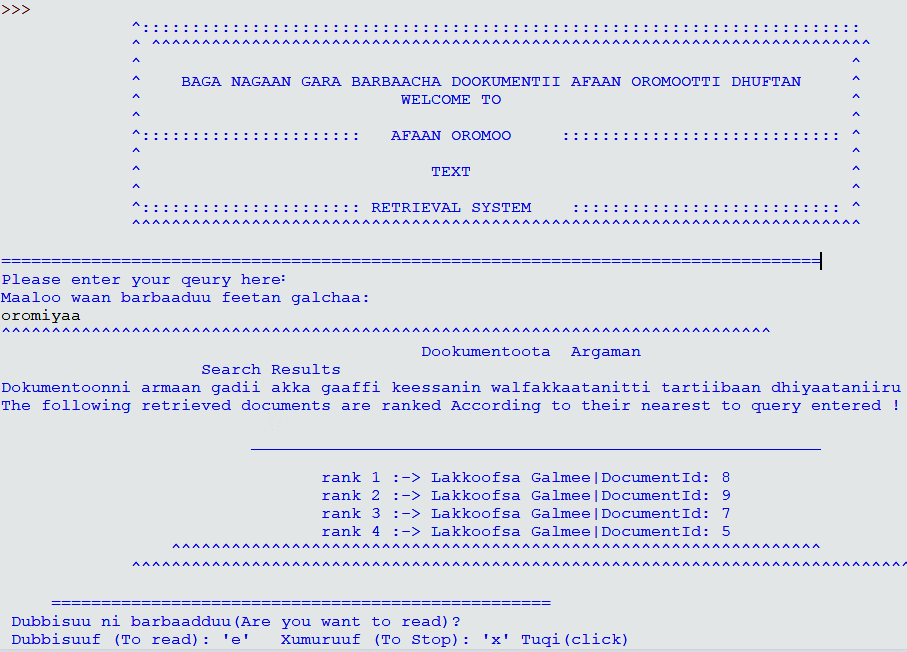 >>>
^::::::::::::::::::::::::::::::::::::::::::::::::::::::::::::::::::::::::
^ ^^^^^^^^^^^^^^^^^^^^^^^^^^^^^^^^^^^^^^^^^^^^^^^^^^^^^^^^^^^^^^^^^^^^^^^^
^ ^
^ BAGA NAGAAN GARA BARBAACHA DOOKUMENTII AFAAN OROMOOTTI DHUFTAN ^
^ WELCOME TO ^
^ ^
^:::::::::::::::::::::: AFAAN OROMOO :::::::::::::::::::::::::::: ^
^ ^
^ TEXT ^
^ ^
^:::::::::::::::::::::: RETRIEVAL SYSTEM ::::::::::::::::::::::::::: ^
^^^^^^^^^^^^^^^^^^^^^^^^^^^^^^^^^^^^^^^^^^^^^^^^^^^^^^^^^^^^^^^^^^^^^^^^^
==================================================================================
Please enter your qeury here:
Maaloo waan barbaaduu feetan galchaa:
oromiyaa
^^^^^^^^^^^^^^^^^^^^^^^^^^^^^^^^^^^^^^^^^^^^^^^^^^^^^^^^^^^^^^^^^^^^^^^^^^^^^
Dookumentoota Argaman
Search Results
Dokumentoonni armaan gadii akka gaaffi keessanin walfakkaatanitti tartiibaan dhiyaataniiru
The following retrieved documents are ranked According to their nearest to query entered !
_________________________________________________________
rank 1 :-> Lakkoofsa Galmee|DocumentId: 8
rank 2 :-> Lakkoofsa Galmee|DocumentId: 9
rank 3 :-> Lakkoofsa Galmee|DocumentId: 7
rank 4 :-> Lakkoofsa Galmee|DocumentId: 5
^^^^^^^^^^^^^^^^^^^^^^^^^^^^^^^^^^^^^^^^^^^^^^^^^^^^^^^^^^^^^^^^^
^^^^^^^^^^^^^^^^^^^^^^^^^^^^^^^^^^^^^^^^^^^^^^^^^^^^^^^^^^^^^^^^^^^^^^^^^^^^^^
==================================================
Dubbisuu ni barbaadduu(Are you want to read)?
Dubbisuuf (To read): 'e' Xumuruuf (To Stop): 'x' Tuqi(click)